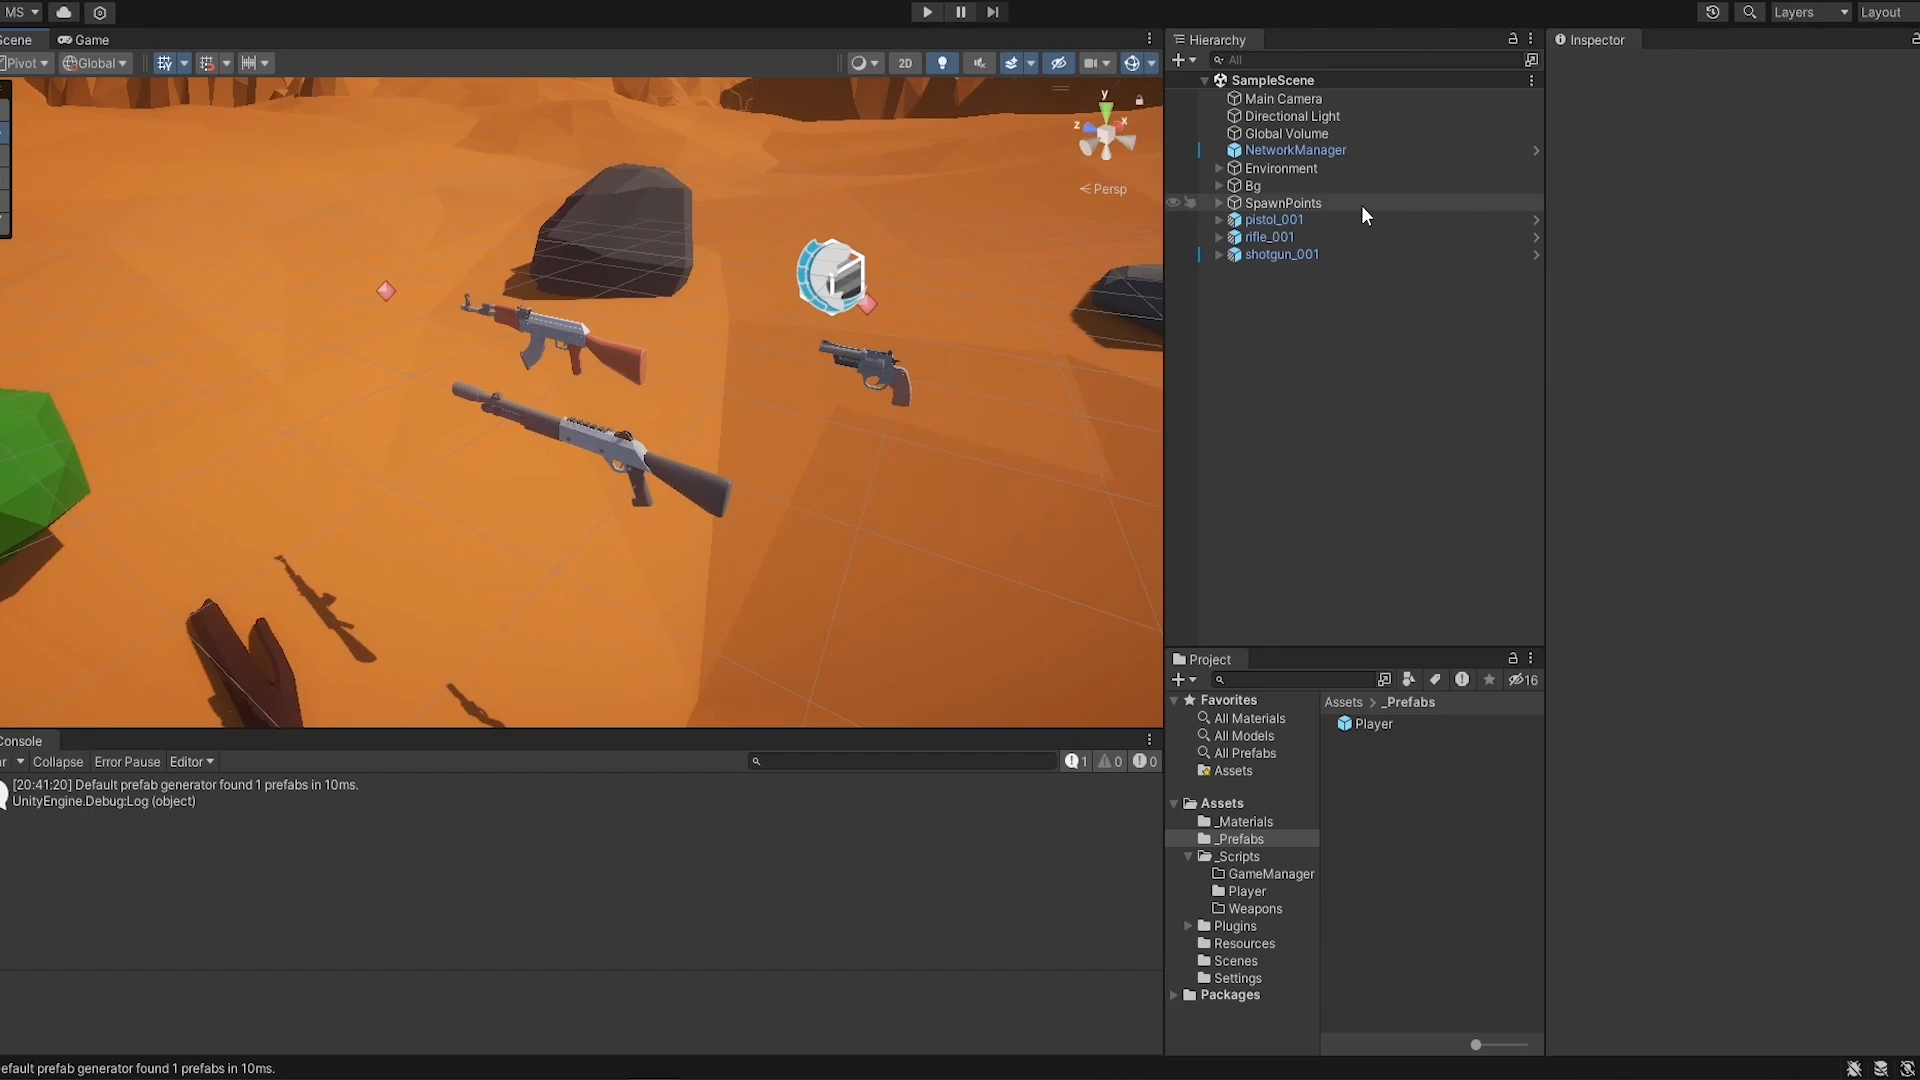 MS
Layers
Layout
Scene
Game
Pivot
Global
2D
y
x
z
Persp
Hierarchy
All
SampleScene
Main Camera
Directional Light
Global Volume
NetworkManager
Environment
Bg
SpawnPoints
pistol_001
rifle_001
shotgun_001
Inspector
Project
16
Favorites
All Materials
All Models
All Prefabs
Assets
Assets
_Materials
_Prefabs
_Scripts
GameManager
Player
Weapons
Plugins
Resources
Scenes
Settings
Packages
Assets > _Prefabs
Player
Console
ar
Collapse
Error Pause
Editor
1
0
0
[20:41:20] Default prefab generator found 1 prefabs in 10ms.
UnityEngine.Debug:Log (object)
efault prefab generator found 1 prefabs in 10ms.